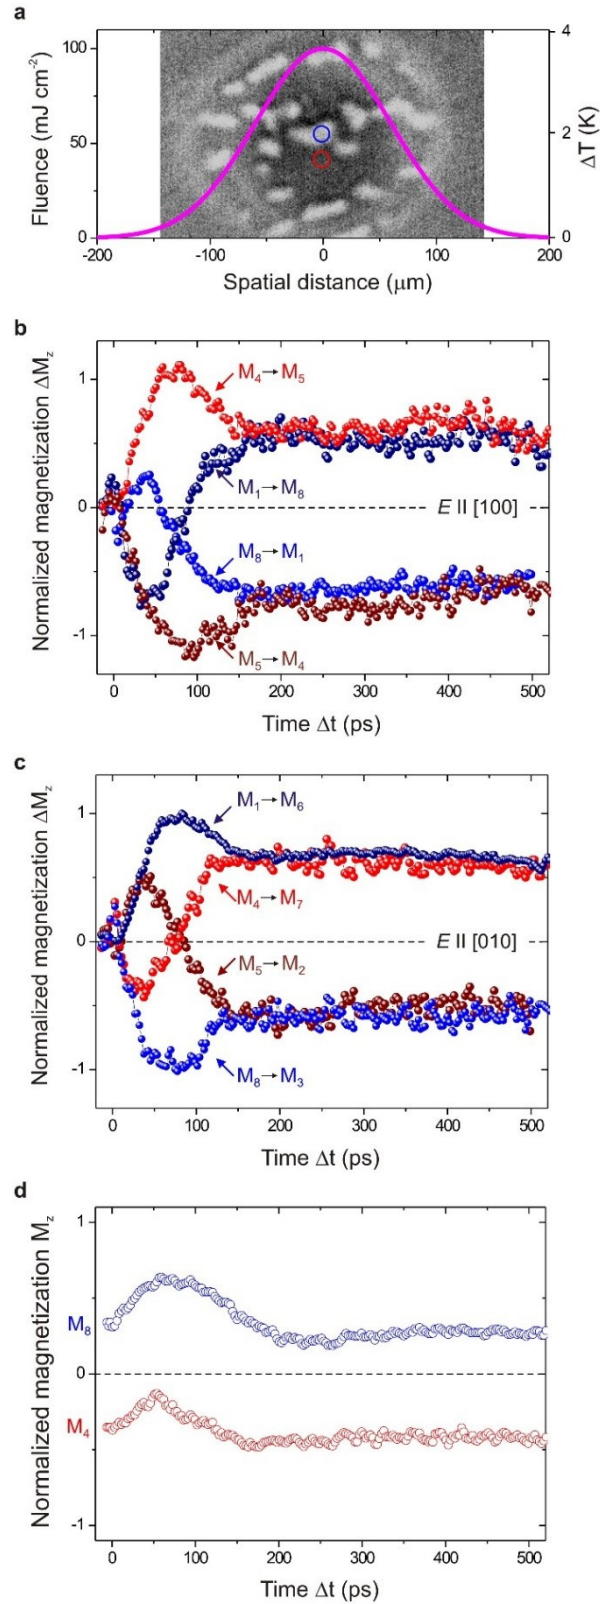 a
100
50
0
Fluence (mJ cm⁻²)
4
2
0
ΔT (K)
-200 -100 0 100 200
Spatial distance (μm)
b
1
0
-1
Normalized magnetization ΔM_z
M₄→M₅
M₁→M₈
E II [100]
M₈→M₁
M₅→M₄
0 100 200 300 400 500
Time Δt (ps)
c
1
0
-1
Normalized magnetization ΔM_z
M₁→M₆
M₄→M₇
E II [010]
M₅→M₂
M₈→M₃
0 100 200 300 400 500
Time Δt (ps)
d
1
M₈
0
M₄
-1
Normalized magnetization M_z
0 100 200 300 400 500
Time Δt (ps)